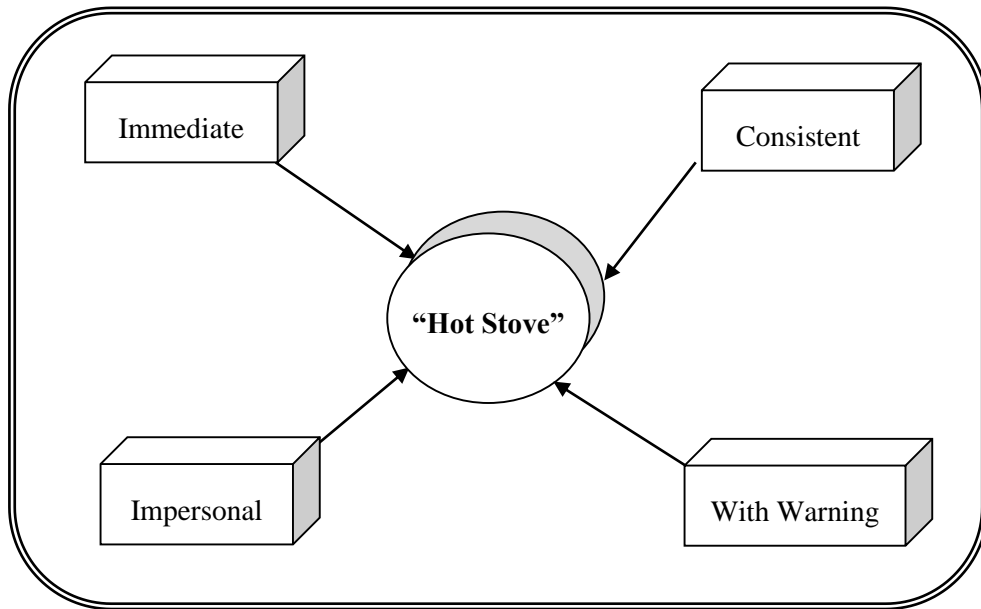 Immediate
Consistent
“Hot Stove”
Impersonal
With Warning